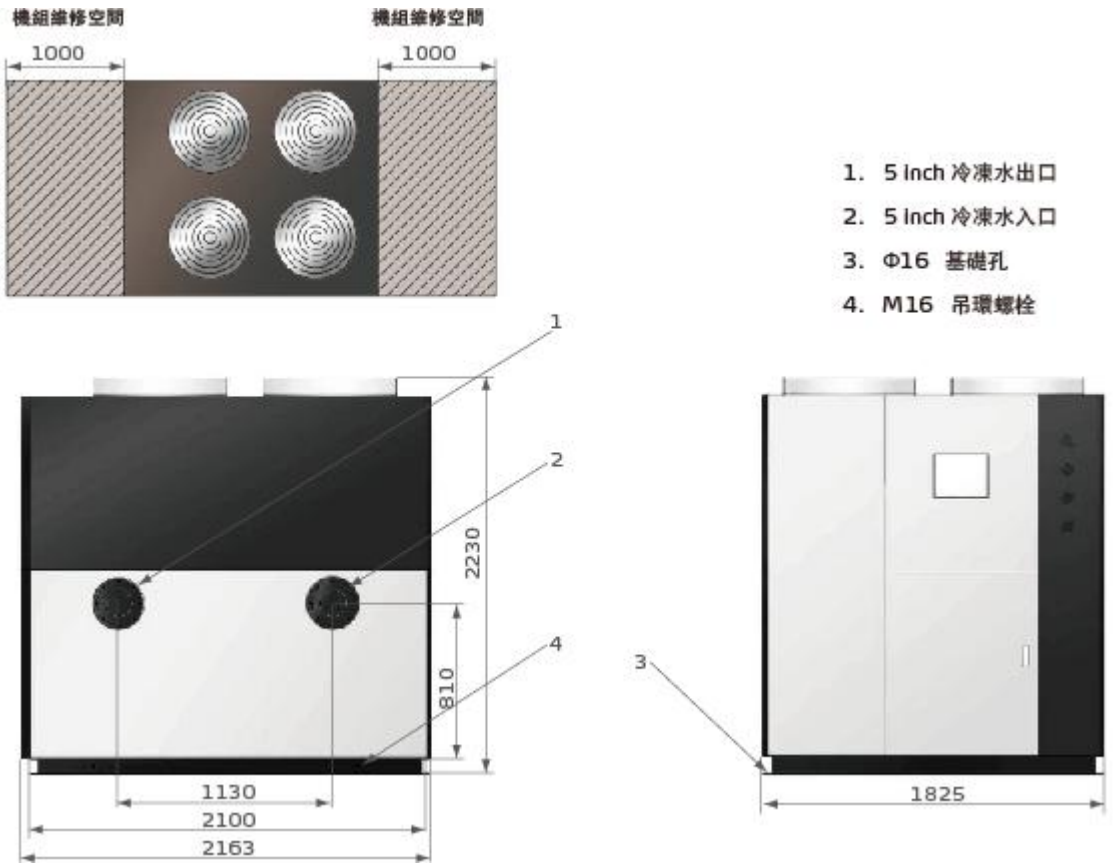 機組維修空間
機組維修空間
1000
1000
1. 5 inch 冷凍水出口
2. 5 inch 冷凍水入口
3. Φ16 基礎孔
4. M16 吊環螺栓
1
2
2230
810
4
3
1130
2100
2163
1825